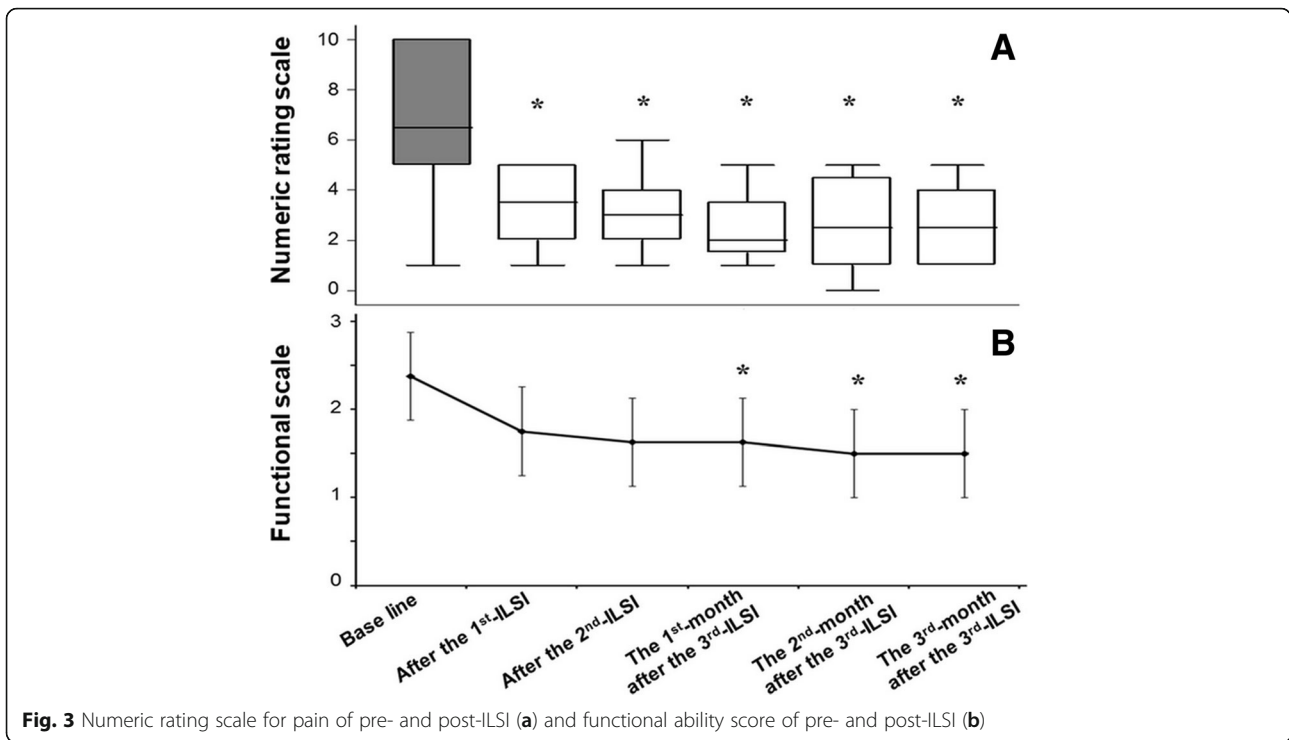 A
Numeric rating scale
10
8
6
4
2
0
* * * * *
B
Functional scale
3
2
1
0
* * *
Base line
After the 1st-ILSI
After the 2nd-ILSI
The 1st-month
after the 3rd-ILSI
The 2nd-month
after the 3rd-ILSI
The 3rd-month
after the 3rd-ILSI
Fig. 3 Numeric rating scale for pain of pre- and post-ILSI (a) and functional ability score of pre- and post-ILSI (b)